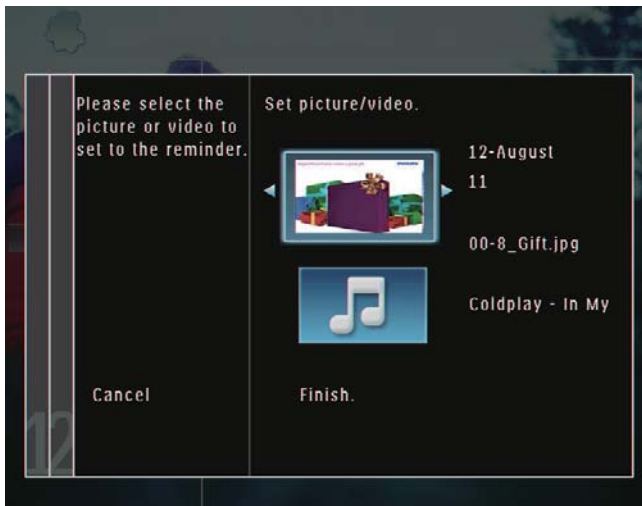 Please select the
picture or video to
set to the reminder.
Set picture/video.
12-August
11
00-8_Gift.jpg
Coldplay - In My
Cancel
Finish.
12